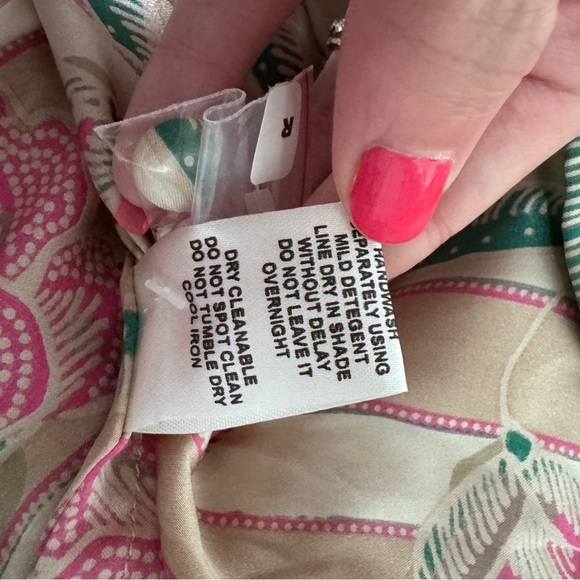 HANDWASH
SEPARATELY USING
MILD DETEGENT
LINE DRY IN SHADE
WITHOUT DELAY
DO NOT LEAVE IT
OVERNIGHT
DRY CLEANABLE
DO NOT SPOT CLEAN
DO NOT TUMBLE DRY
COOL IRON
R